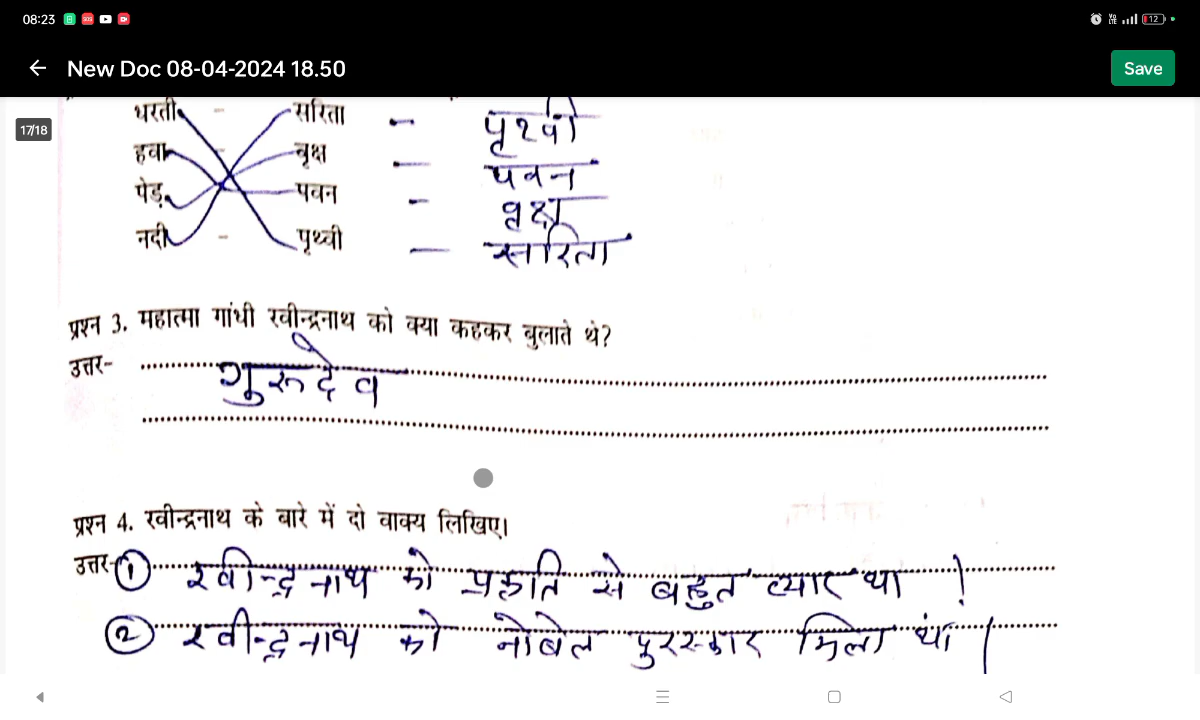 08:23
12
New Doc 08-04-2024 18.50
Save
17/18
धरती - सरिता - पृथ्वी
हवा - वृक्ष - पवन
पेड़ - पवन - वृक्ष
नदी - पृथ्वी - सरिता
प्रश्न 3. महात्मा गांधी रवीन्द्रनाथ को क्या कहकर बुलाते थे?
उत्तर- गुरुदेव
प्रश्न 4. रवीन्द्रनाथ के बारे में दो वाक्य लिखिए।
उत्तर- 1 रवीन्द्रनाथ को प्रकृति से बहुत प्यार था।
2 रवीन्द्रनाथ को नोबेल पुरस्कार मिला था।